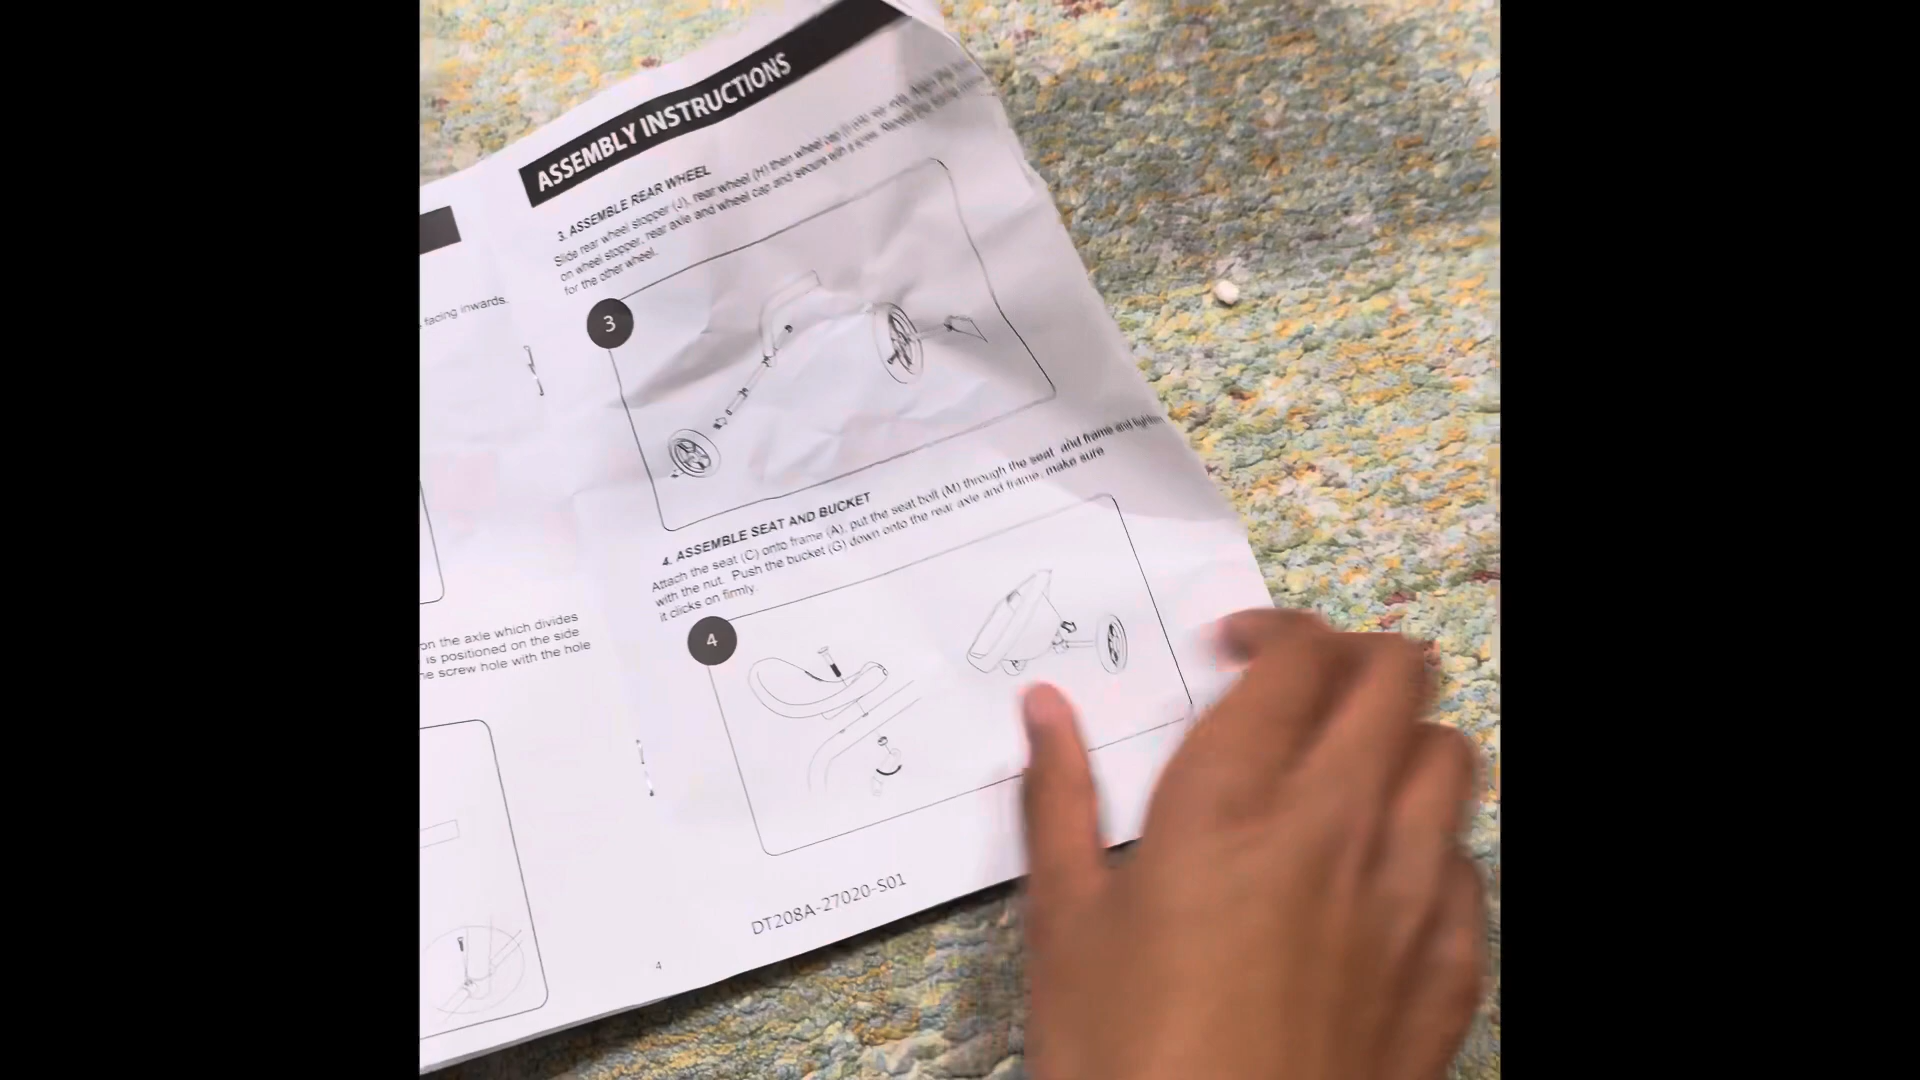 facing inwards.
on the axle which divides
is positioned on the side
screw hole with the hole
ASSEMBLY INSTRUCTIONS
3. ASSEMBLE REAR WHEEL
Slide rear wheel stopper (J), rear wheel (H) then wheel cap
on wheel stopper, rear axle and wheel cap and secure with a screw.
for the other wheel.
3
4. ASSEMBLE SEAT AND BUCKET
Attach the seat (C) onto frame (A), put the seat bolt (M) through the seat and frame and tighten
with the nut. Push the bucket (G) down onto the rear axle and frame, make sure
it clicks on firmly.
4
DT208A-27020-S01
4